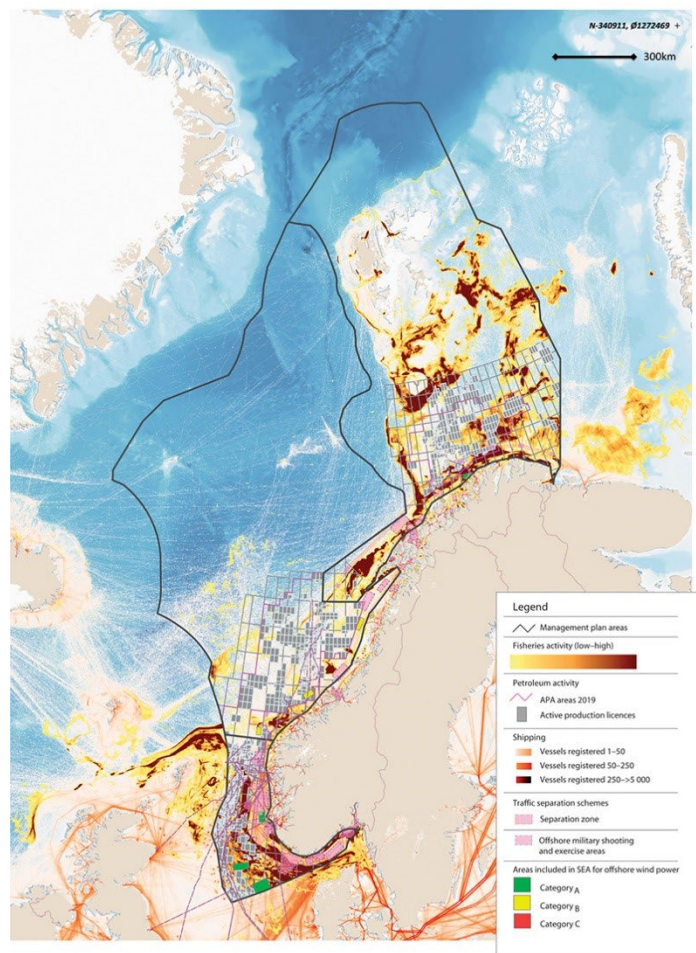 N-340911, Ø1272469 +
300km
Legend
Management plan areas
Fisheries activity (low–high)
Petroleum activity
APA areas 2019
Active production licences
Shipping
Vessels registered 1–50
Vessels registered 50–250
Vessels registered 250–>5 000
Traffic separation schemes
Separation zone
Offshore military shooting
and exercise areas
Areas included in SEA for offshore wind power
Category A
Category B
Category C